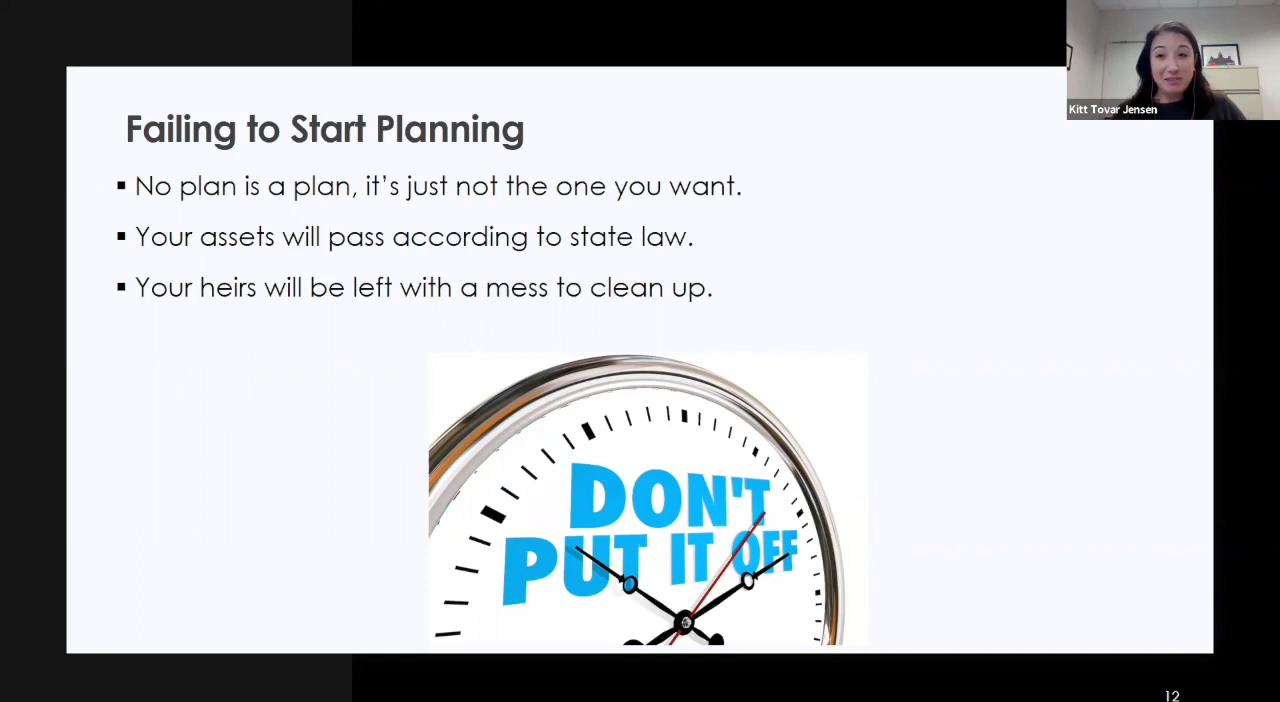 Kitt Tovar Jensen
Failing to Start Planning
▪ No plan is a plan, it's just not the one you want.
▪ Your assets will pass according to state law.
▪ Your heirs will be left with a mess to clean up.
DON'T
PUT IT OFF
12